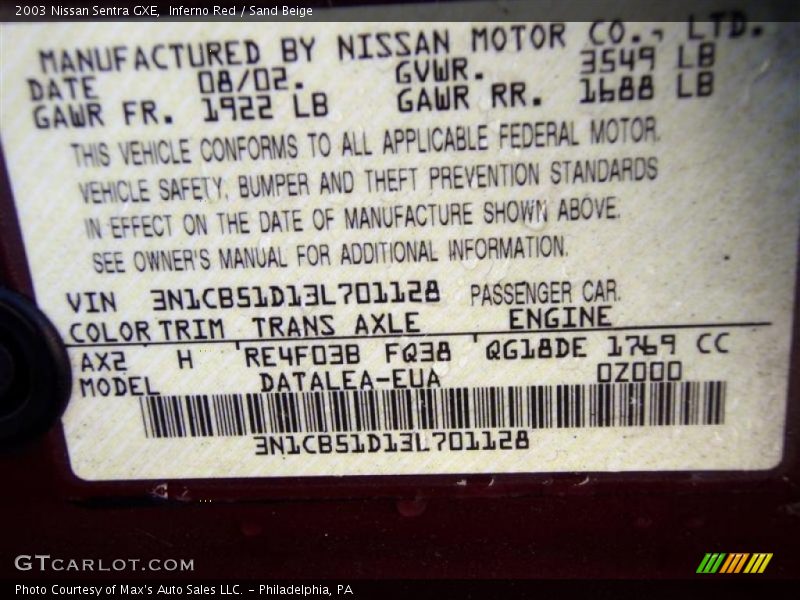 2003 Nissan Sentra GXE,  Inferno Red / Sand Beige
MANUFACTURED BY NISSAN MOTOR CO., LTD.
DATE 08/02. GVWR. 3549 LB
GAWR FR. 1922 LB GAWR RR. 1688 LB
THIS VEHICLE CONFORMS TO ALL APPLICABLE FEDERAL MOTOR.
VEHICLE SAFETY, BUMPER AND THEFT PREVENTION STANDARDS
IN EFFECT ON THE DATE OF MANUFACTURE SHOWN ABOVE.
SEE OWNER'S MANUAL FOR ADDITIONAL INFORMATION.
VIN 3N1CB51D13L701128 PASSENGER CAR.
COLOR TRIM TRANS AXLE ENGINE
AX2 H RE4F03B FQ38 QG18DE 1769 CC
MODEL DATALEA-EUA 0Z000
3N1CB51D13L701128
GTCARLOT.COM
Photo Courtesy of Max's Auto Sales LLC. - Philadelphia, PA